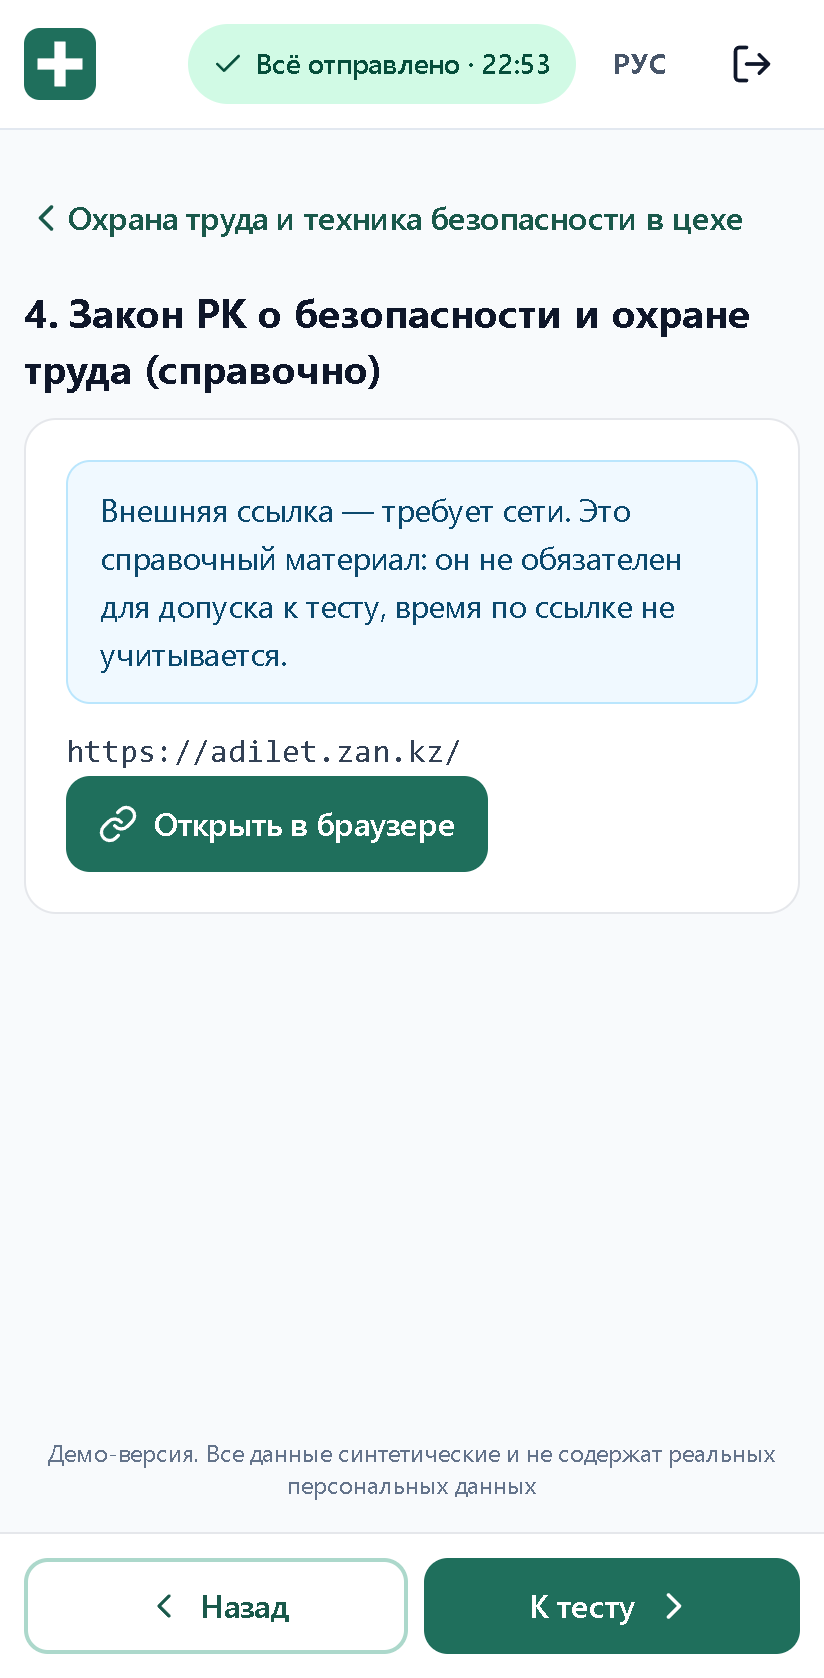 Всё отправлено · 22:53
РУС
Охрана труда и техника безопасности в цехе
4. Закон РК о безопасности и охране
труда (справочно)
Внешняя ссылка — требует сети. Это
справочный материал: он не обязателен
для допуска к тесту, время по ссылке не
учитывается.
https://adilet.zan.kz/
Открыть в браузере
Демо-версия. Все данные синтетические и не содержат реальных
персональных данных
Назад
К тесту